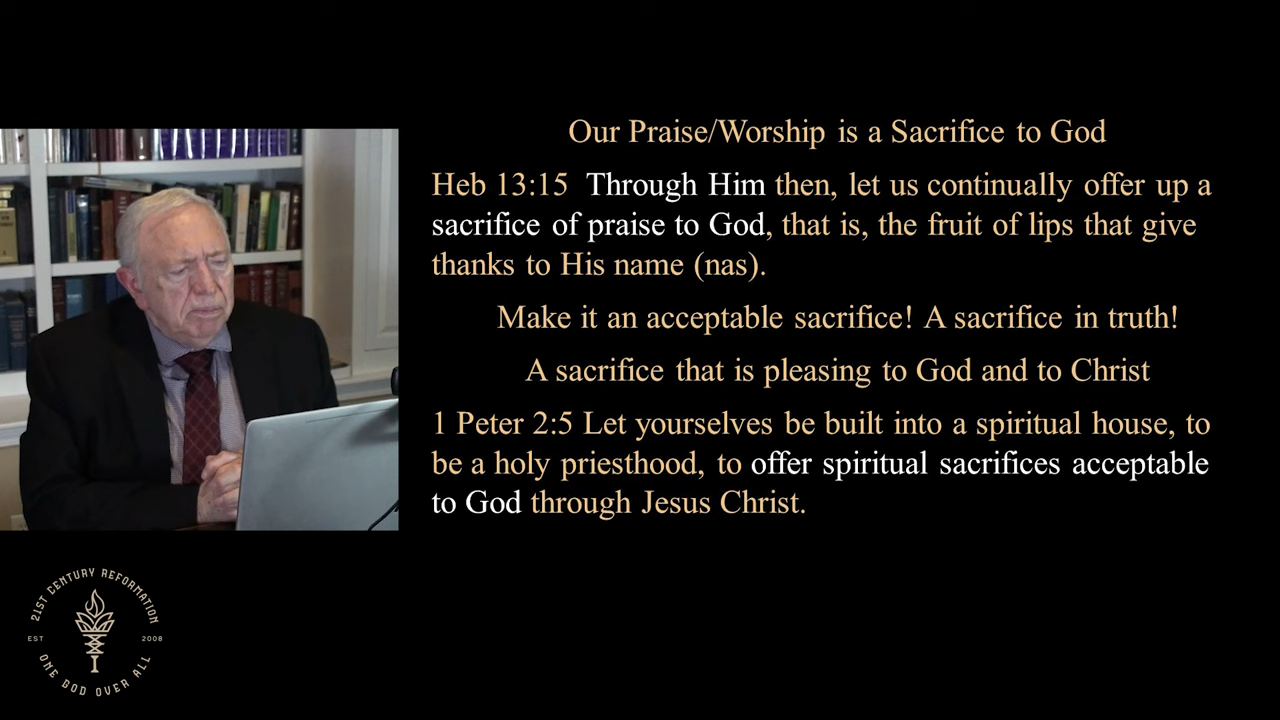 Our Praise/Worship is a Sacrifice to God
Heb 13:15 Through Him then, let us continually offer up a
sacrifice of praise to God, that is, the fruit of lips that give
thanks to His name (nas).
Make it an acceptable sacrifice! A sacrifice in truth!
A sacrifice that is pleasing to God and to Christ
1 Peter 2:5 Let yourselves be built into a spiritual house, to
be a holy priesthood, to offer spiritual sacrifices acceptable
to God through Jesus Christ.
21ST CENTURY REFORMATION
EST 2008
ONE GOD OVER ALL